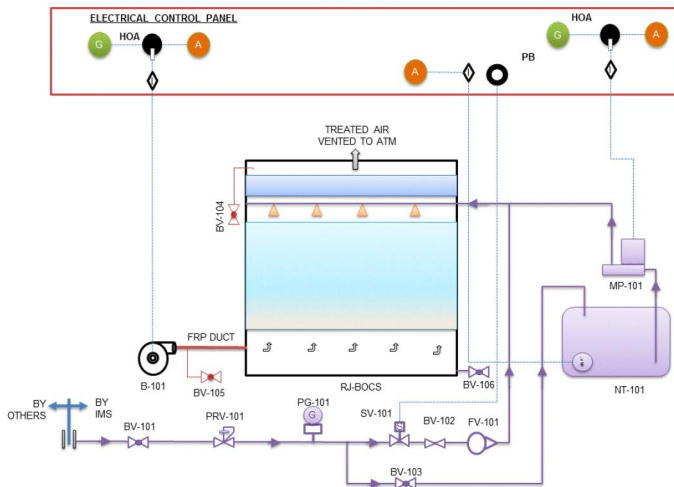 ELECTRICAL CONTROL PANEL
HOA
G
A
HOA
G
A
A
PB
TREATED AIR
VENTED TO ATM
BV-104
MP-101
FRP DUCT
B-101
BV-105
RJ-BOCS
BV-106
NT-101
BY
OTHERS
BY
IMS
BV-101
PRV-101
PG-101
G
SV-101
BV-102
FV-101
BV-103